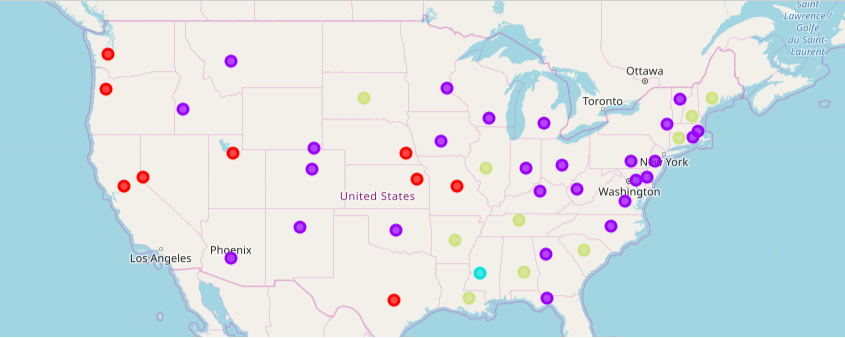 Saint
Lawrence /
Golfe
du Saint-
Laurent
Ottawa
Toronto
New York
Washington
United States
Phoenix
Los Angeles